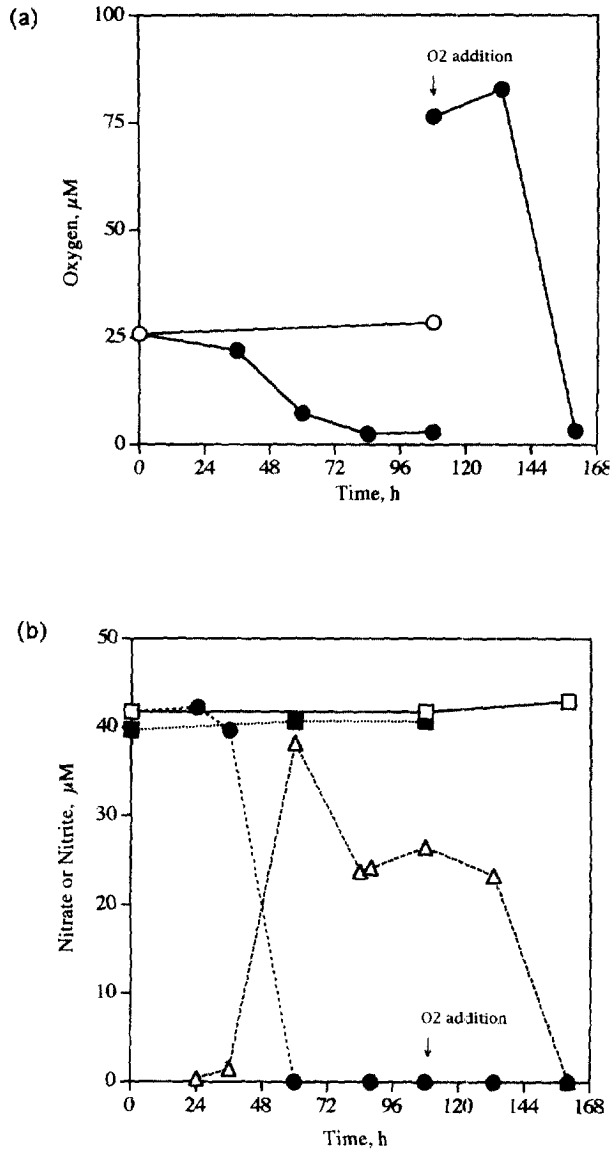 (a)
100
75
50
25
0
Oxygen, µM
O2 addition
0 24 48 72 96 120 144 168
Time, h
(b)
50
40
30
20
10
0
Nitrate or Nitrite, µM
O2 addition
0 24 48 72 96 120 144 168
Time, h